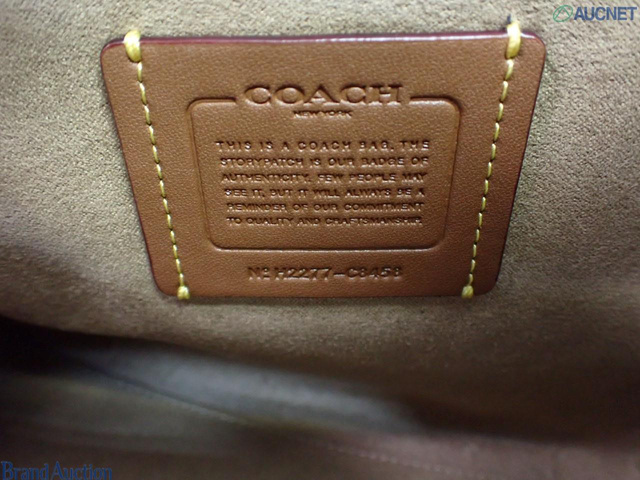 AUCNET
COACH
NEW YORK
THIS IS A COACH BAG. THE
STORYPATCH IS OUR BADGE OF
AUTHENTICITY. FEW PEOPLE MAY
SEE IT, BUT IT WILL ALWAYS BE A
REMINDER OF OUR COMMITMENT
TO QUALITY AND CRAFTSMANSHIP.
Nº H2277-C8458
Brand Auction